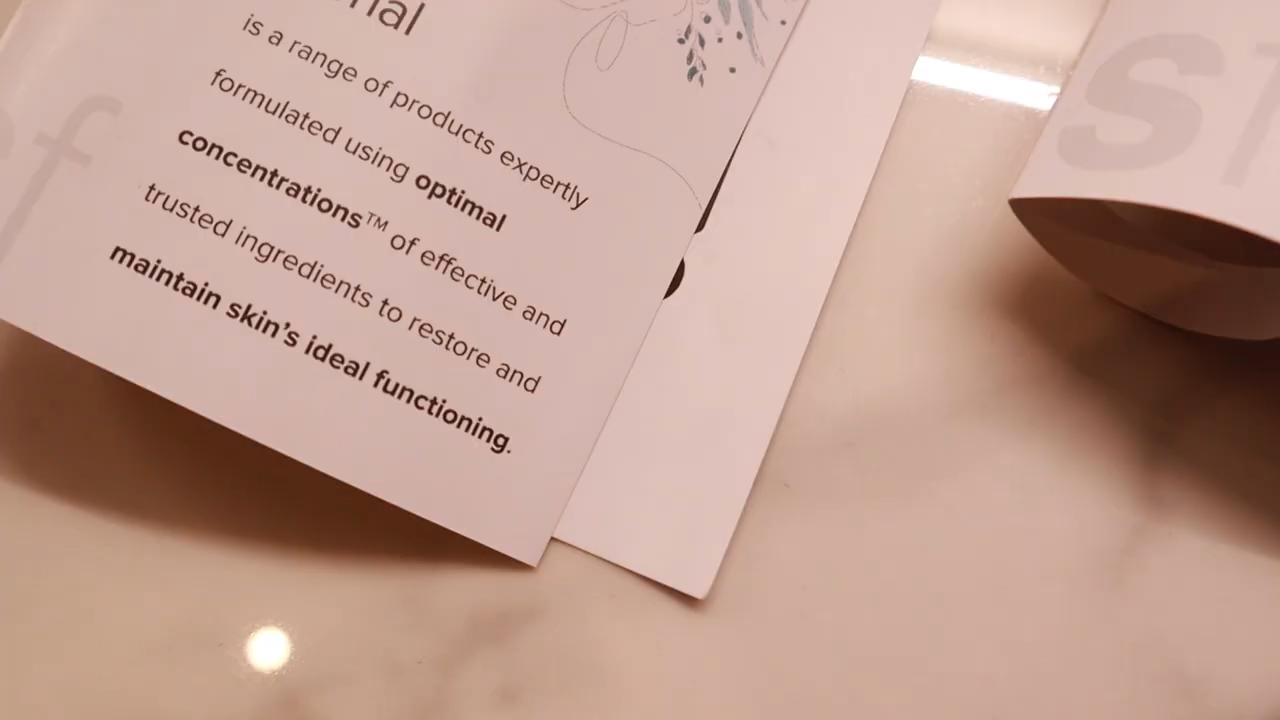 is a range of products expertly
formulated using optimal
concentrations™ of effective and
trusted ingredients to restore and
maintain skin's ideal functioning.